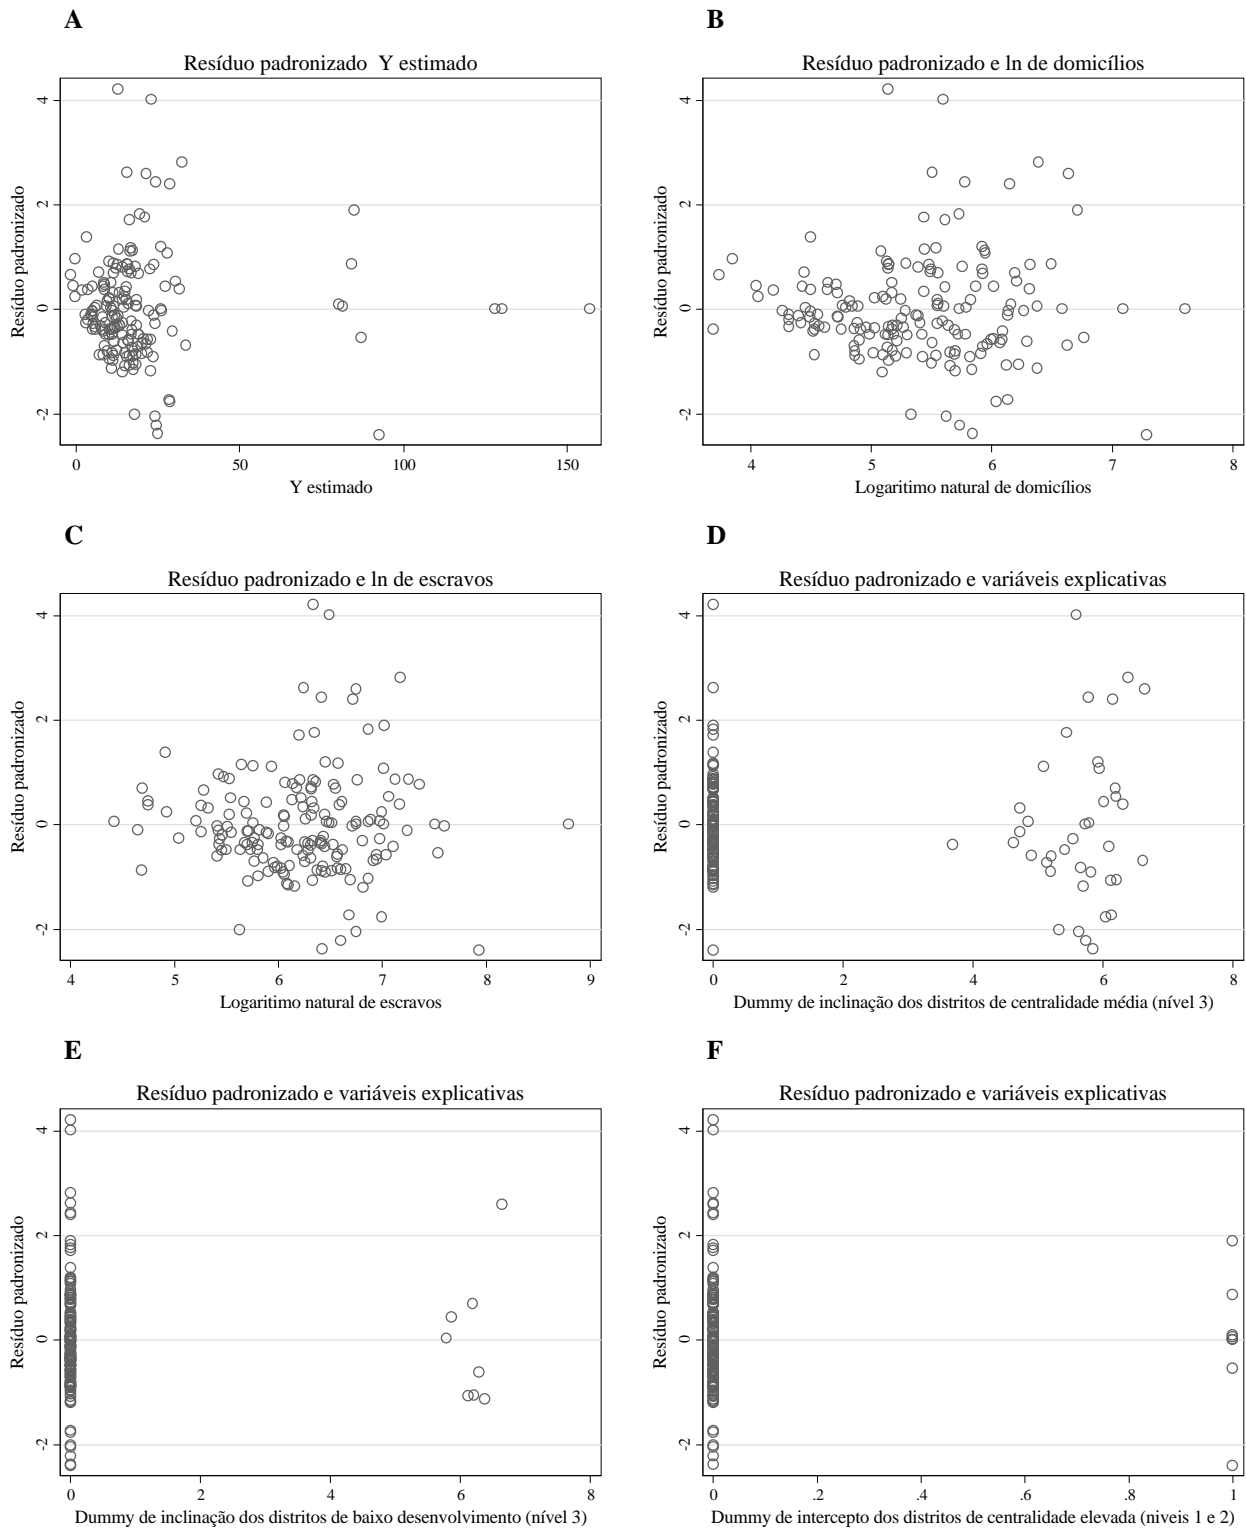 A
Resíduo padronizado  Y estimado
Resíduo padronizado
4
2
0
-2
0 50 100 150
Y estimado
B
Resíduo padronizado e ln de domicílios
Resíduo padronizado
4
2
0
-2
4 5 6 7 8
Logaritimo natural de domicílios
C
Resíduo padronizado e ln de escravos
Resíduo padronizado
4
2
0
-2
4 5 6 7 8 9
Logaritimo natural de escravos
D
Resíduo padronizado e variáveis explicativas
Resíduo padronizado
4
2
0
-2
0 2 4 6 8
Dummy de inclinação dos distritos de centralidade média (nível 3)
E
Resíduo padronizado e variáveis explicativas
Resíduo padronizado
4
2
0
-2
0 2 4 6 8
Dummy de inclinação dos distritos de baixo desenvolvimento (nível 3)
F
Resíduo padronizado e variáveis explicativas
Resíduo padronizado
4
2
0
-2
0 .2 .4 .6 .8 1
Dummy de intercepto dos distritos de centralidade elevada (niveis 1 e 2)